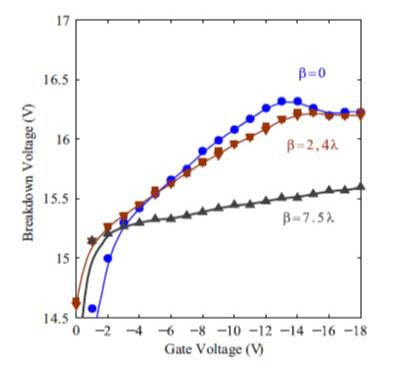 17
16.5
16
15.5
15
14.5
Breakdown Voltage (V)
β=0
β=2,4λ
β=7.5λ
0 −2 −4 −6 −8 −10 −12 −14 −16 −18
Gate Voltage (V)